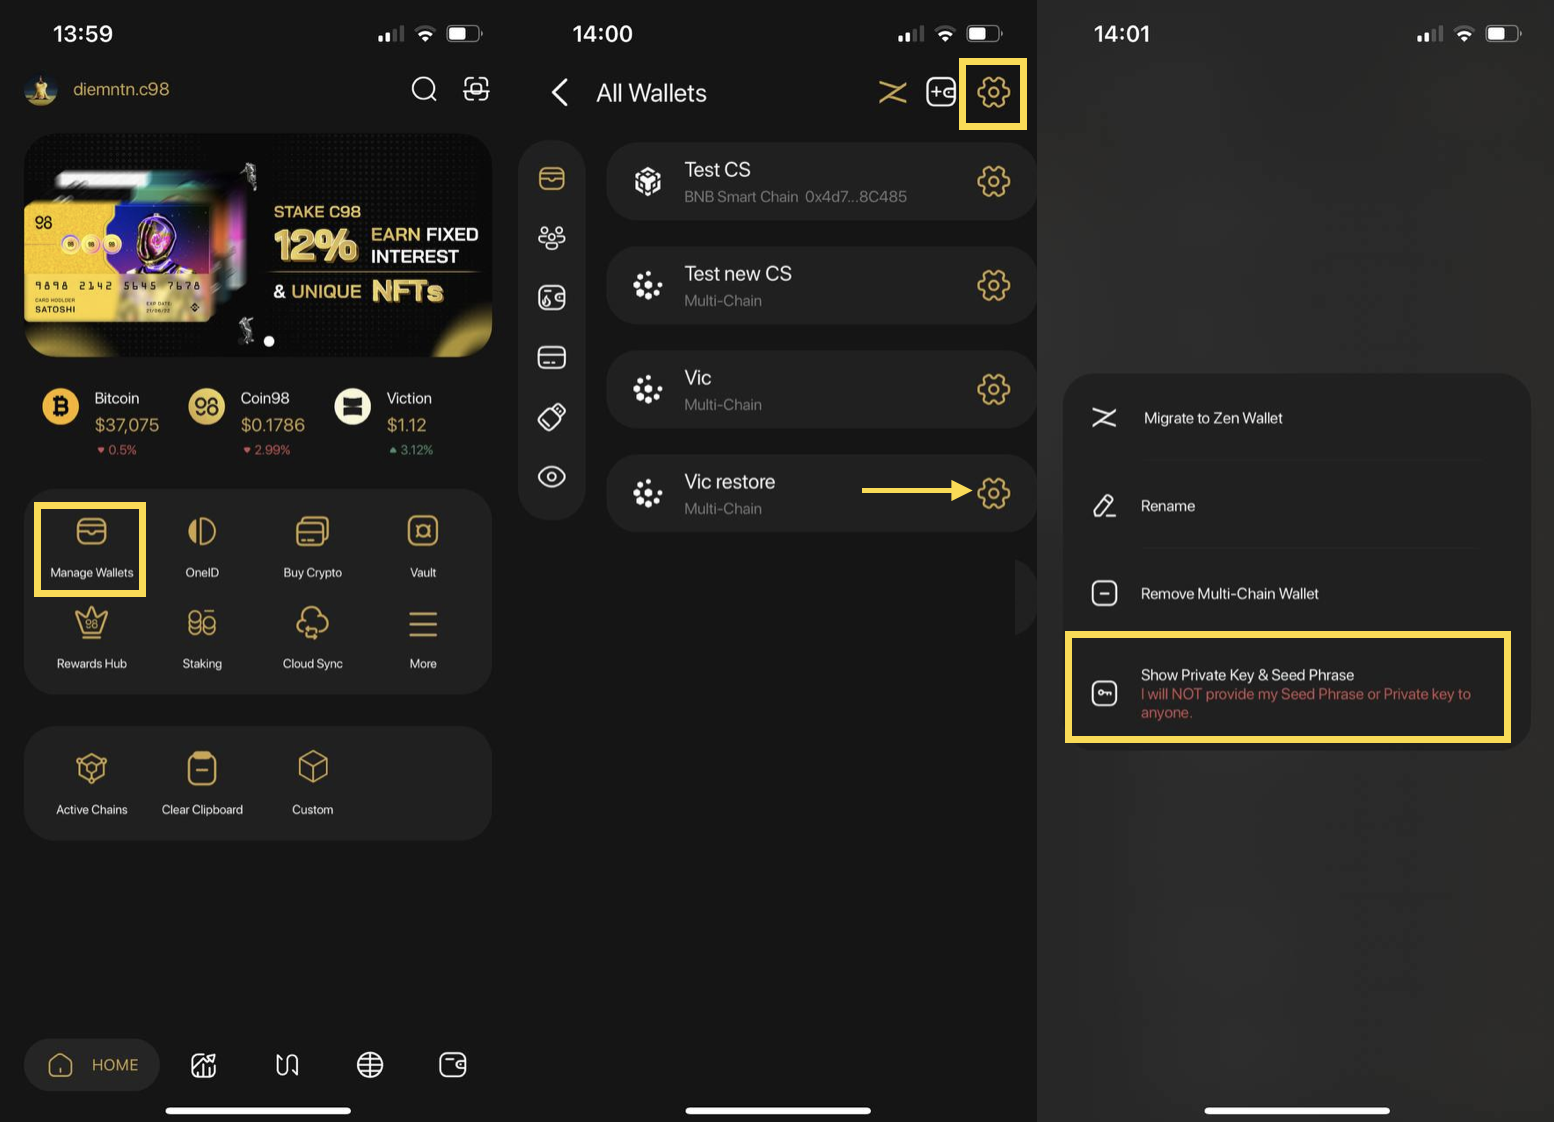 13:59
diemntn.c98
98
9898 2142 5645 7678
CARD HOOLDER
SATOSHI
EXP DATE
21/08/22
STAKE C98
12% EARN FIXED INTEREST
& UNIQUE NFTs
Bitcoin
$37,075
0.5%
Coin98
$0.1786
2.99%
Viction
$1.12
3.12%
Manage Wallets
OneID
Buy Crypto
Vault
Rewards Hub
Staking
Cloud Sync
More
Active Chains
Clear Clipboard
Custom
HOME
14:00
All Wallets
Test CS
BNB Smart Chain 0x4d7...8C485
Test new CS
Multi-Chain
Vic
Multi-Chain
Vic restore
Multi-Chain
14:01
Migrate to Zen Wallet
Rename
Remove Multi-Chain Wallet
Show Private Key & Seed Phrase
I will NOT provide my Seed Phrase or Private key to
anyone.